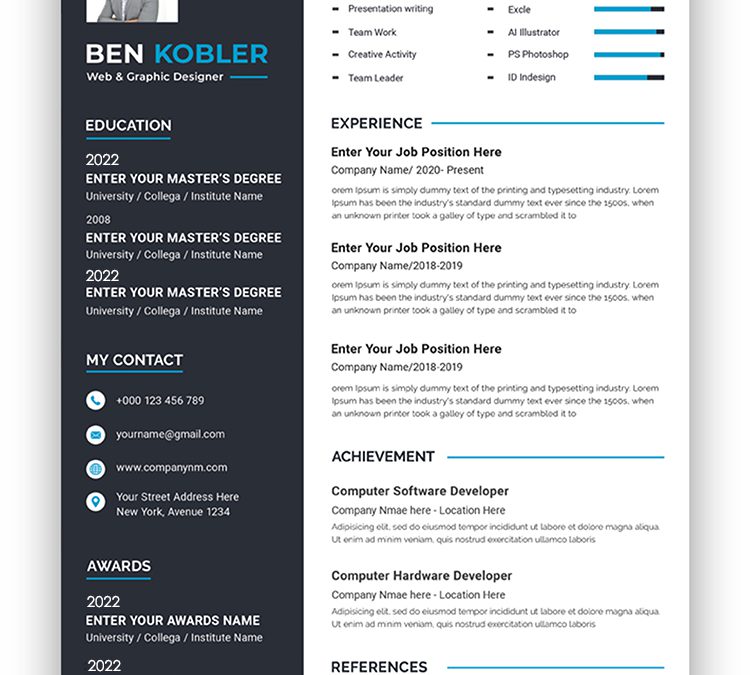 BEN KOBLER
Web & Graphic Designer
EDUCATION
2022
ENTER YOUR MASTER'S DEGREE
University / Collega / Institute Name
2008
ENTER YOUR MASTER'S DEGREE
University / Collega / Institute Name
2022
ENTER YOUR MASTER'S DEGREE
University / Collega / Institute Name
MY CONTACT
+000 123 456 789
yourname@gmail.com
www.companynm.com
Your Street Address Here
New York, Avenue 1234
AWARDS
2022
ENTER YOUR AWARDS NAME
University / Collega / Institute Name
2022
Presentation writing
Team Work
Creative Activity
Team Leader
Excle
AI Illustrator
PS Photoshop
ID Indesign
EXPERIENCE
Enter Your Job Position Here
Company Name/ 2020- Present
orem Ipsum is simply dummy text of the printing and typesetting industry. Lorem
Ipsum has been the industry's standard dummy text ever since the 1500s, when
an unknown printer took a galley of type and scrambled it to
Enter Your Job Position Here
Company Name/2018-2019
orem Ipsum is simply dummy text of the printing and typesetting industry. Lorem
Ipsum has been the industry's standard dummy text ever since the 1500s, when
an unknown printer took a galley of type and scrambled it to
Enter Your Job Position Here
Company Name/2018-2019
orem Ipsum is simply dummy text of the printing and typesetting industry. Lorem
Ipsum has been the industry's standard dummy text ever since the 1500s, when
an unknown printer took a galley of type and scrambled it to
ACHIEVEMENT
Computer Software Developer
Company Nmae here - Location Here
Adipisicing elit, sed do eiusmod tempor incididunt ut labore et dolore magna aliqua.
Ut enim ad minim veniam, quis nostrud exercitation ullamco laboris
Computer Hardware Developer
Company Nmae here - Location Here
Adipisicing elit, sed do eiusmod tempor incididunt ut labore et dolore magna aliqua.
Ut enim ad minim veniam, quis nostrud exercitation ullamco laboris
REFERENCES